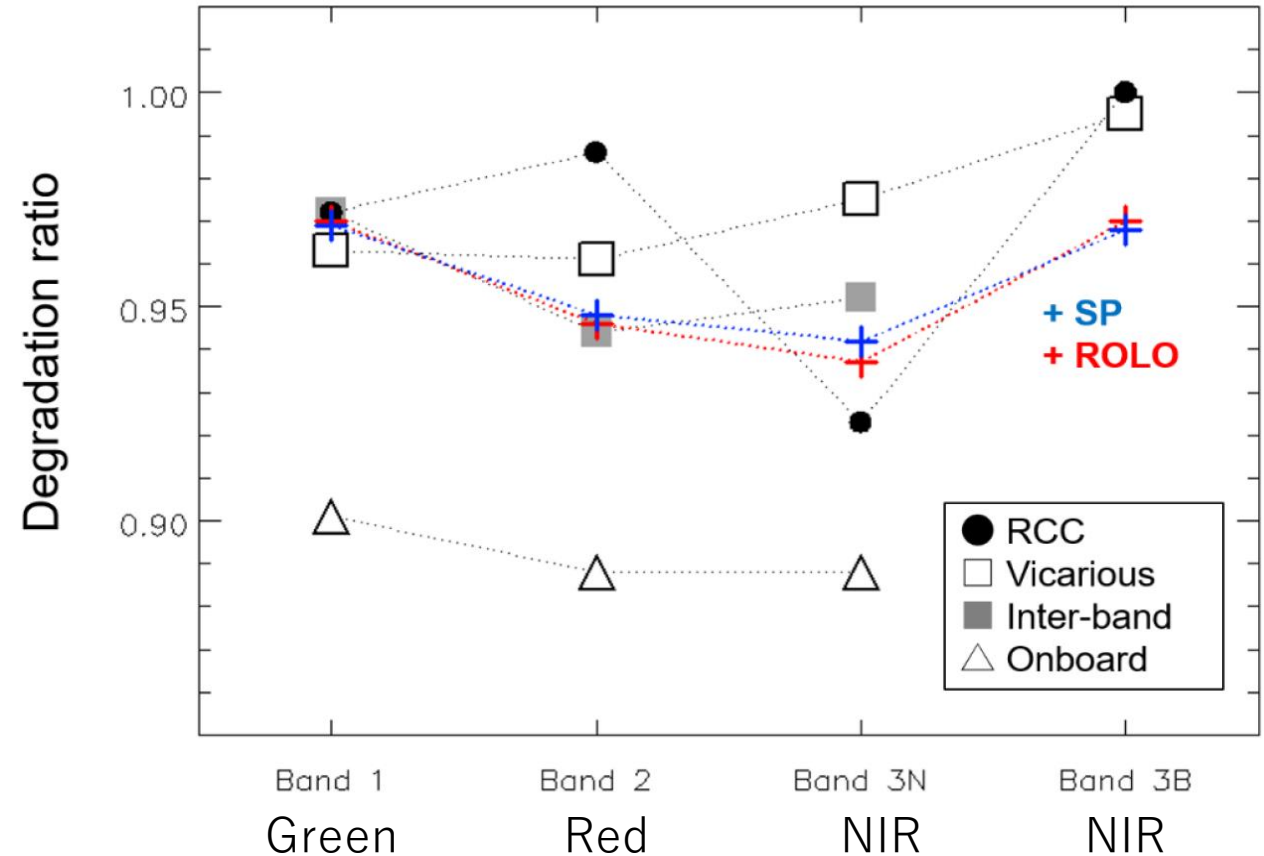 Degradation ratio
1.00
0.95
0.90
+ SP
+ ROLO
RCC
Vicarious
Inter-band
Onboard
Band 1
Band 2
Band 3N
Band 3B
Green
Red
NIR
NIR